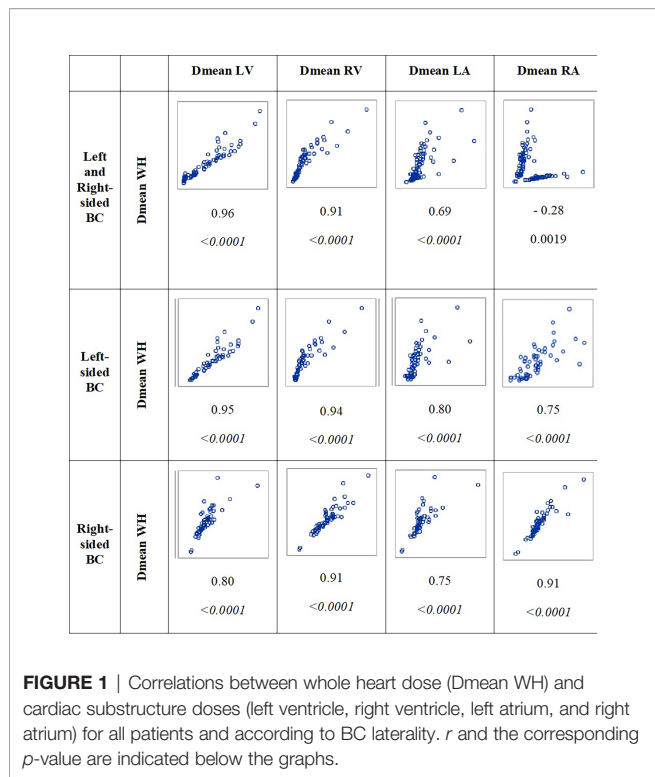 Dmean LV Dmean RV Dmean LA Dmean RA
Left
and
Right-
sided
BC
Dmean WH
0.96 0.91 0.69 - 0.28
<0.0001 <0.0001 <0.0001 0.0019
Left-
sided
BC
Dmean WH
0.95 0.94 0.80 0.75
<0.0001 <0.0001 <0.0001 <0.0001
Right-
sided
BC
Dmean WH
0.80 0.91 0.75 0.91
<0.0001 <0.0001 <0.0001 <0.0001
FIGURE 1 | Correlations between whole heart dose (Dmean WH) and
cardiac substructure doses (left ventricle, right ventricle, left atrium, and right
atrium) for all patients and according to BC laterality. r and the corresponding
p-value are indicated below the graphs.